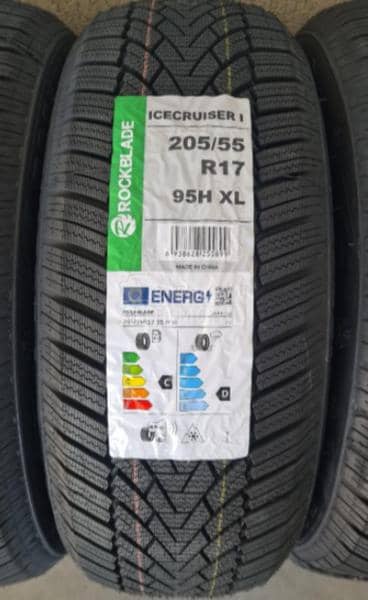 ROCKBLADE
ICECRUISER I
205/55
R17
95H XL
MADE IN CHINA
ENERG
C
D